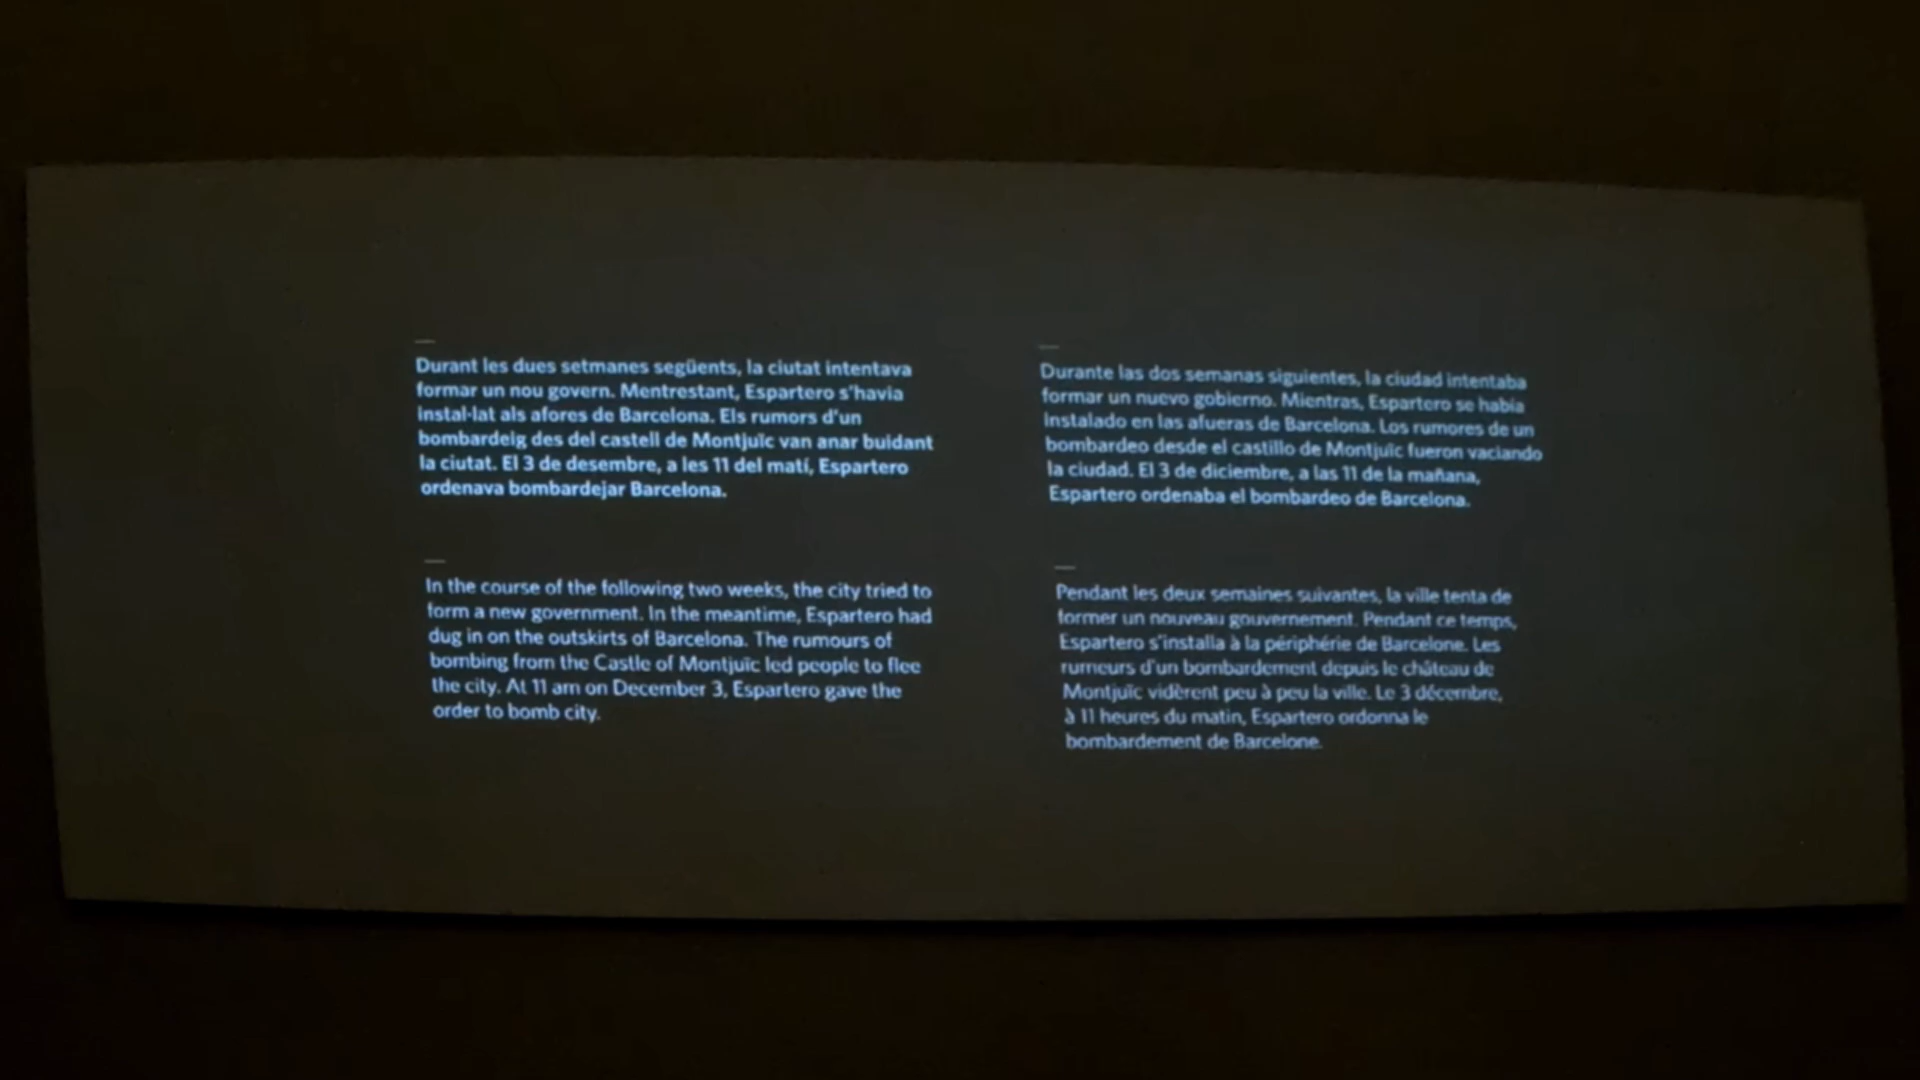 Durant les dues setmanes següents, la ciutat intentava
formar un nou govern. Mentrestant, Espartero s'havia
instal·lat als afores de Barcelona. Els rumors d'un
bombardeig des del castell de Montjuïc van anar buidant
la ciutat. El 3 de desembre, a les 11 del matí, Espartero
ordenava bombardejar Barcelona.
Durante las dos semanas siguientes, la ciudad intentaba
formar un nuevo gobierno. Mientras, Espartero se había
instalado en las afueras de Barcelona. Los rumores de un
bombardeo desde el castillo de Montjuïc fueron vaciando
la ciudad. El 3 de diciembre, a las 11 de la mañana,
Espartero ordenaba el bombardeo de Barcelona.
In the course of the following two weeks, the city tried to
form a new government. In the meantime, Espartero had
dug in on the outskirts of Barcelona. The rumours of
bombing from the Castle of Montjuïc led people to flee
the city. At 11 am on December 3, Espartero gave the
order to bomb city.
Pendant les deux semaines suivantes, la ville tenta de
former un nouveau gouvernement. Pendant ce temps,
Espartero s'installa à la périphérie de Barcelone. Les
rumeurs d'un bombardement depuis le château de
Montjuïc vidèrent peu à peu la ville. Le 3 décembre,
à 11 heures du matin, Espartero ordonna le
bombardement de Barcelone.